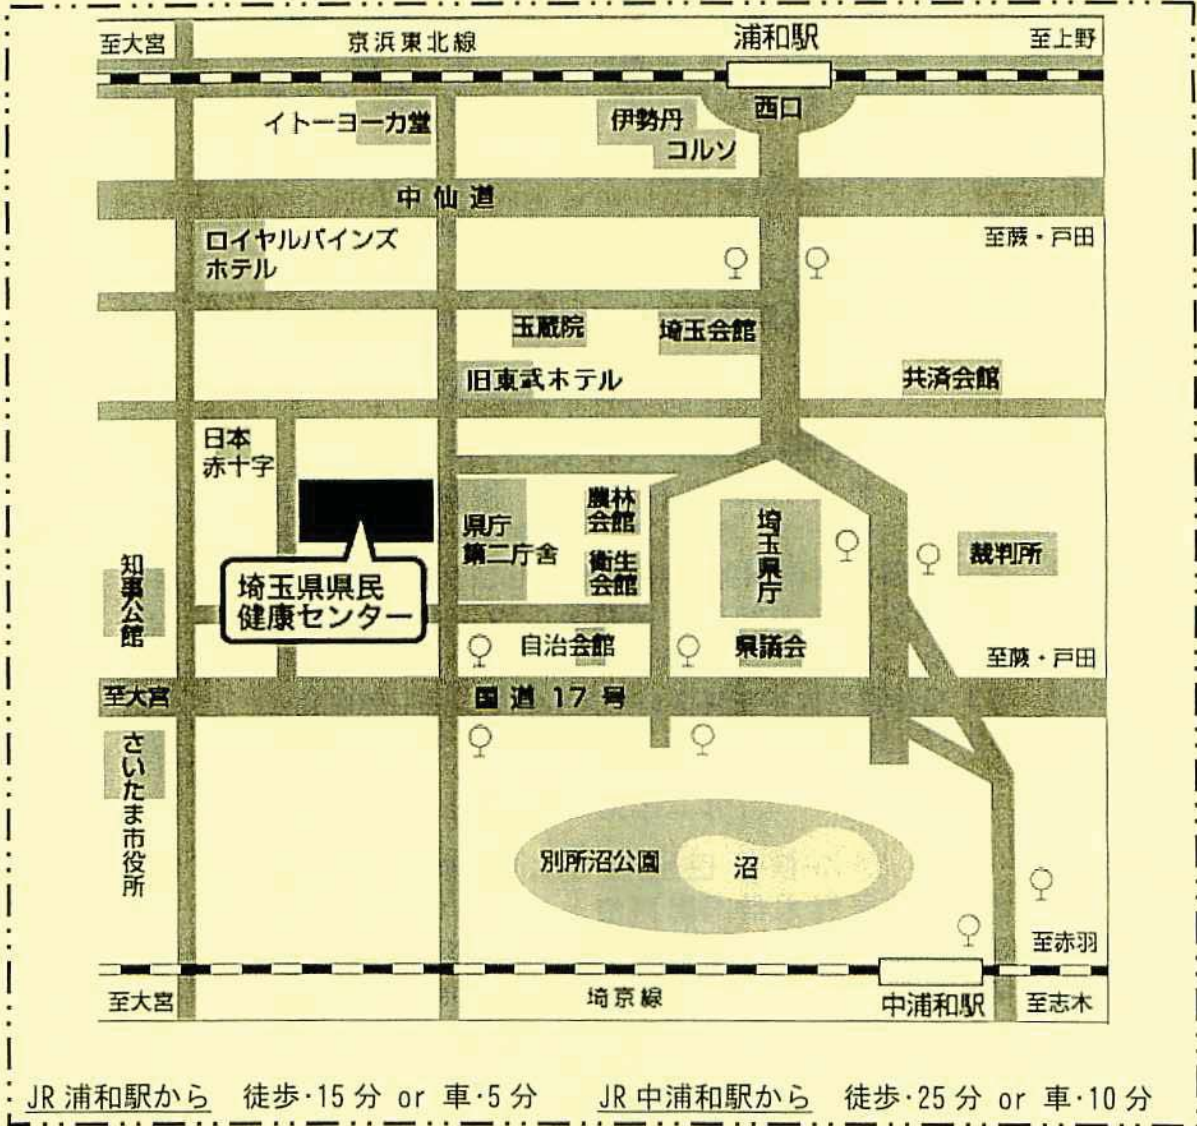 至大宮
京浜東北線
浦和駅
至上野
西口
イトーヨーカ堂
伊勢丹
コルソ
中仙道
ロイヤルパインズ
ホテル
至蕨・戸田
玉蔵院
埼玉会館
旧東武ホテル
共済会館
日本
赤十字
県庁
第二庁舎
農林
会館
衛生
会館
埼玉県庁
裁判所
埼玉県県民
健康センター
知事公館
自治会館
県議会
至蕨・戸田
至大宮
国道17号
さいたま市役所
別所沼公園
沼
至赤羽
至大宮
埼京線
中浦和駅
至志木
JR浦和駅から 徒歩・15分 or 車・5分 JR中浦和駅から 徒歩・25分 or 車・10分